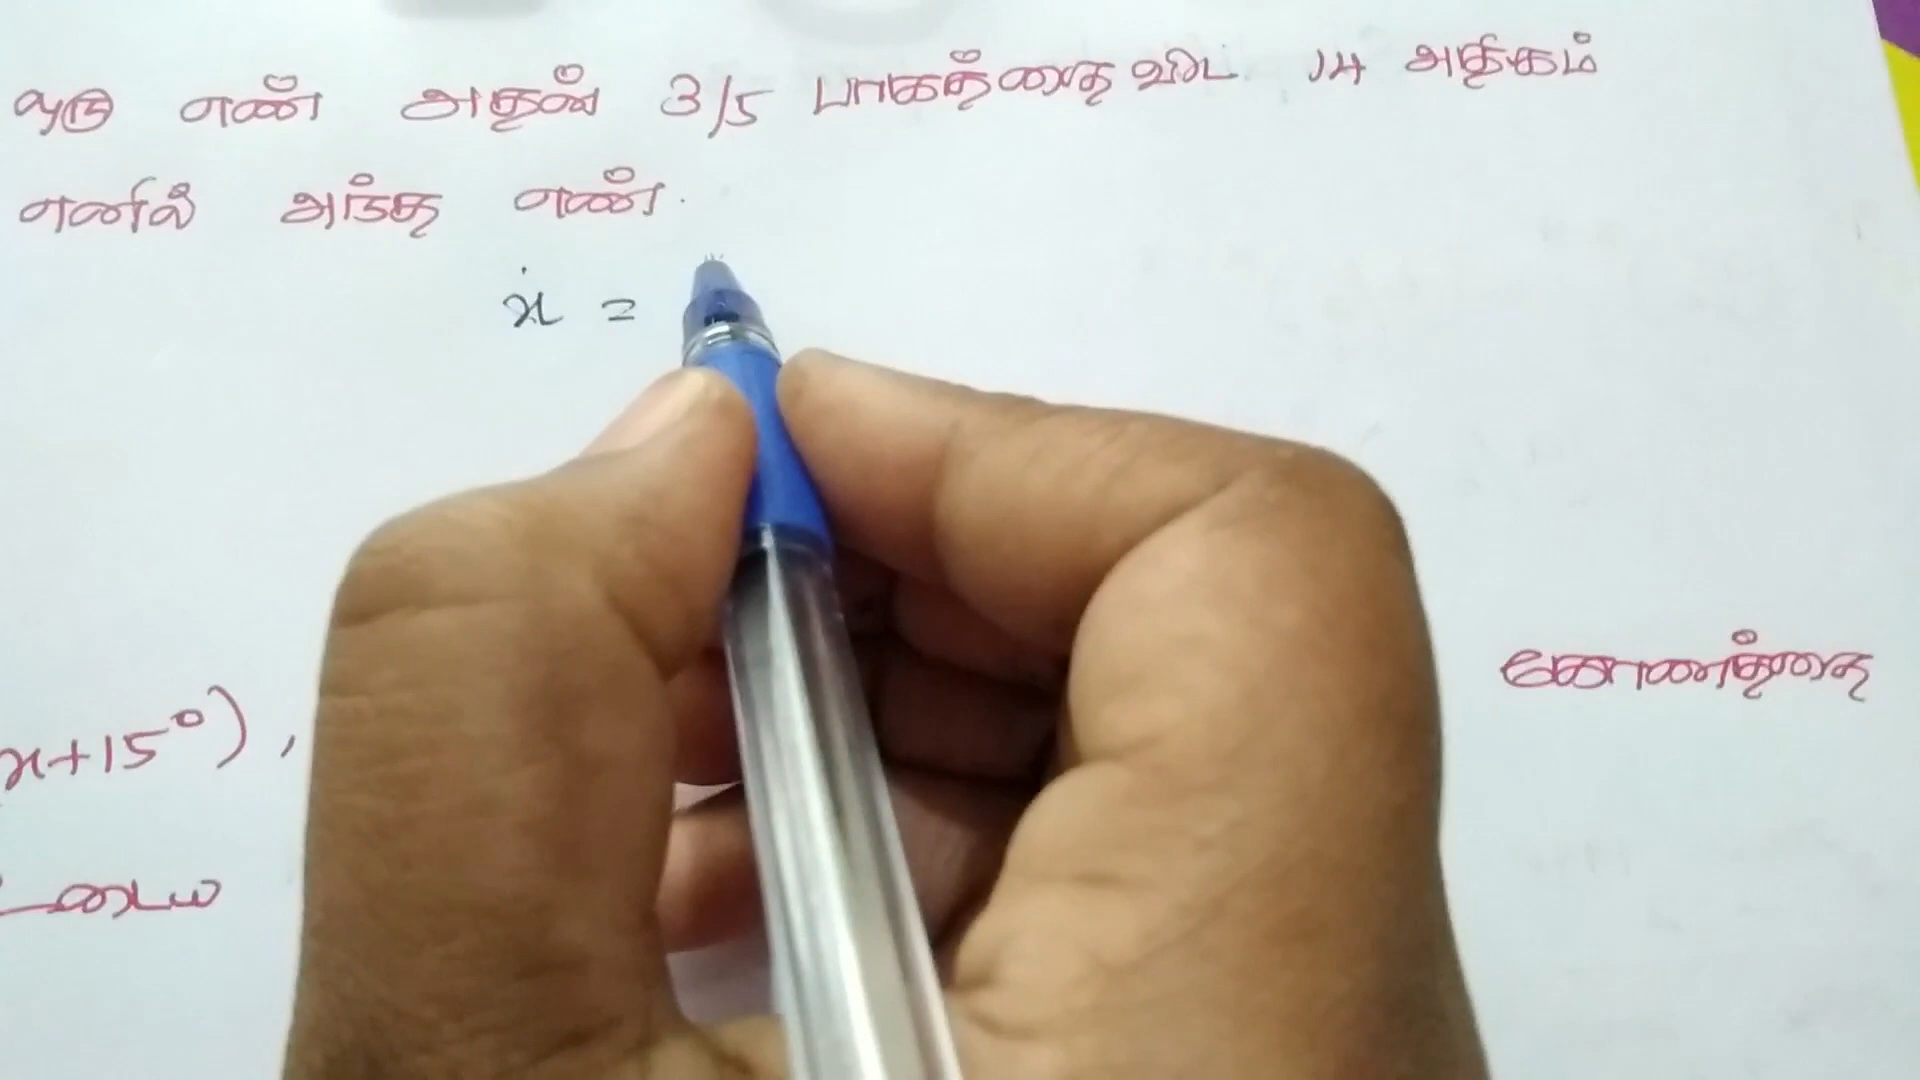 ஒரு எண் அதன் 3/5 பாகத்தை விட 14 அதிகம்
எனில் அந்த எண்.
x =
கோணத்தை
x+15°),